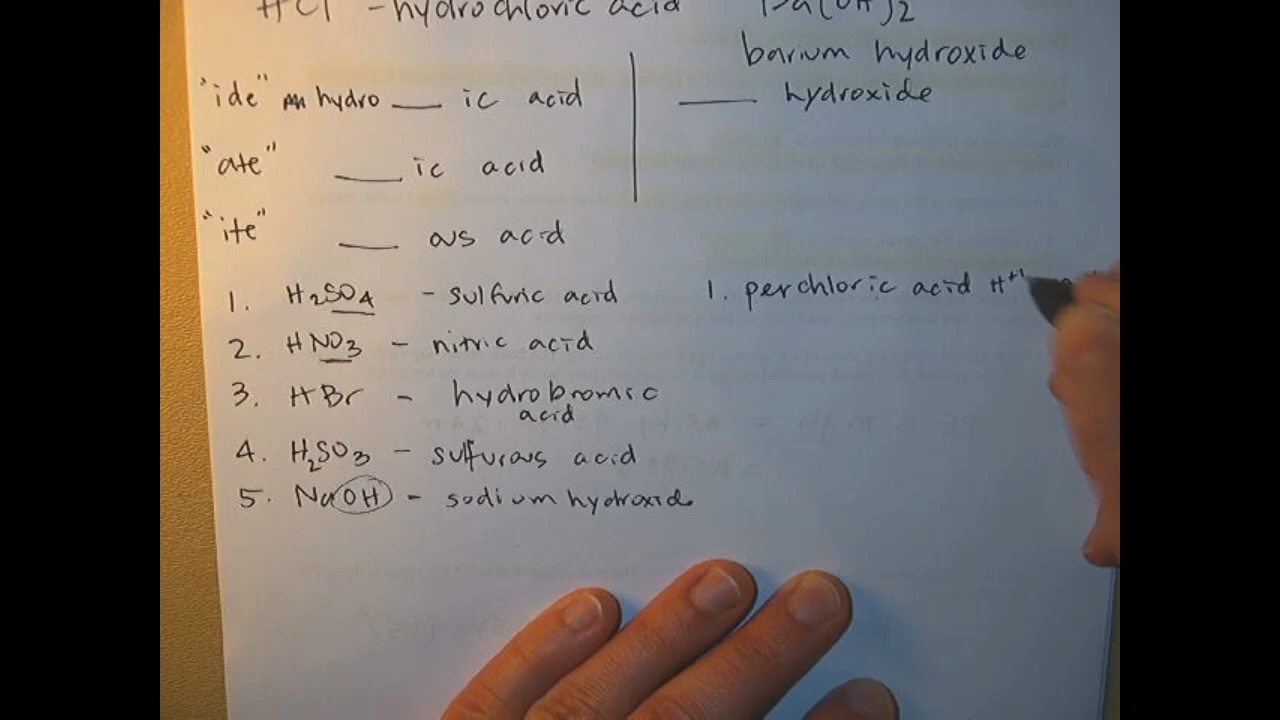 HCl - hydrochloric acid
Ba(OH)2
barium hydroxide
"ide" hydro ___ ic acid
___ hydroxide
"ate" ___ ic acid
"ite" ___ ous acid
1. H2SO4 - sulfuric acid
1. perchloric acid H+1
2. HNO3 - nitric acid
3. HBr - hydrobromic
acid
4. H2SO3 - sulfurous acid
5. NaOH - sodium hydroxide